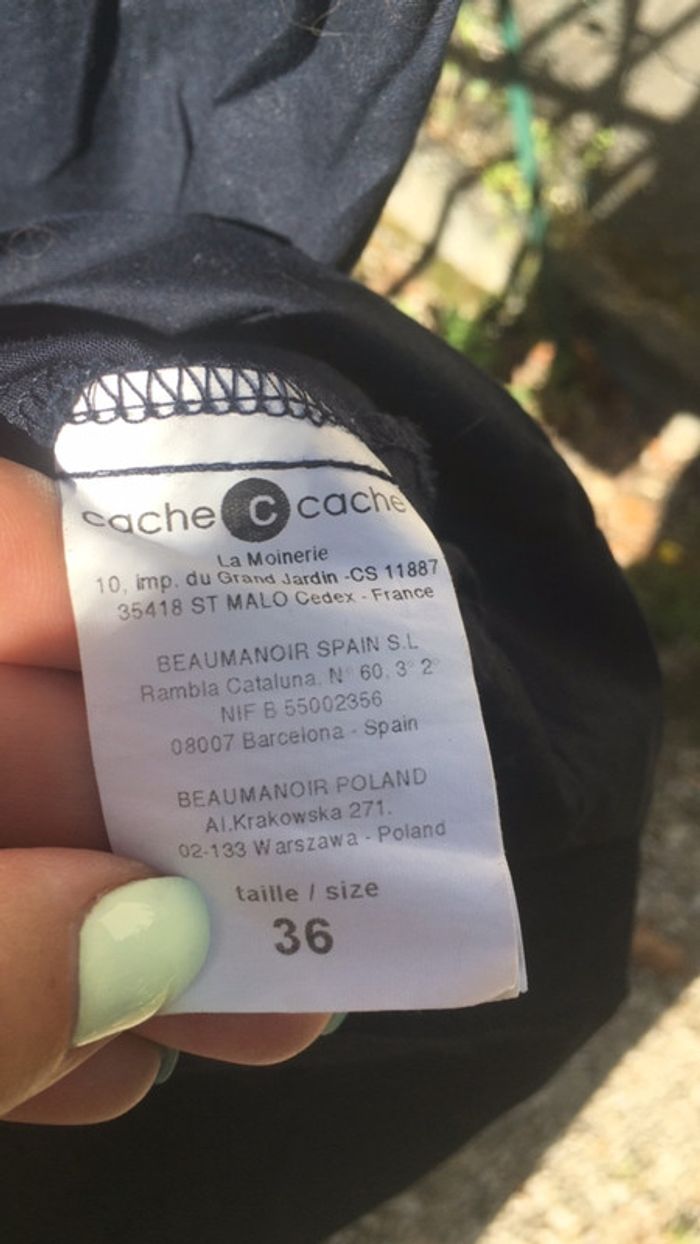 cache C cache
La Moinerie
10, imp. du Grand Jardin -CS 11887
35418 ST MALO Cedex - France
BEAUMANOIR SPAIN S.L
Rambla Cataluna. N° 60. 3° 2°
NIF B 55002356
08007 Barcelona - Spain
BEAUMANOIR POLAND
Al.Krakowska 271.
02-133 Warszawa - Poland
taille / size
36